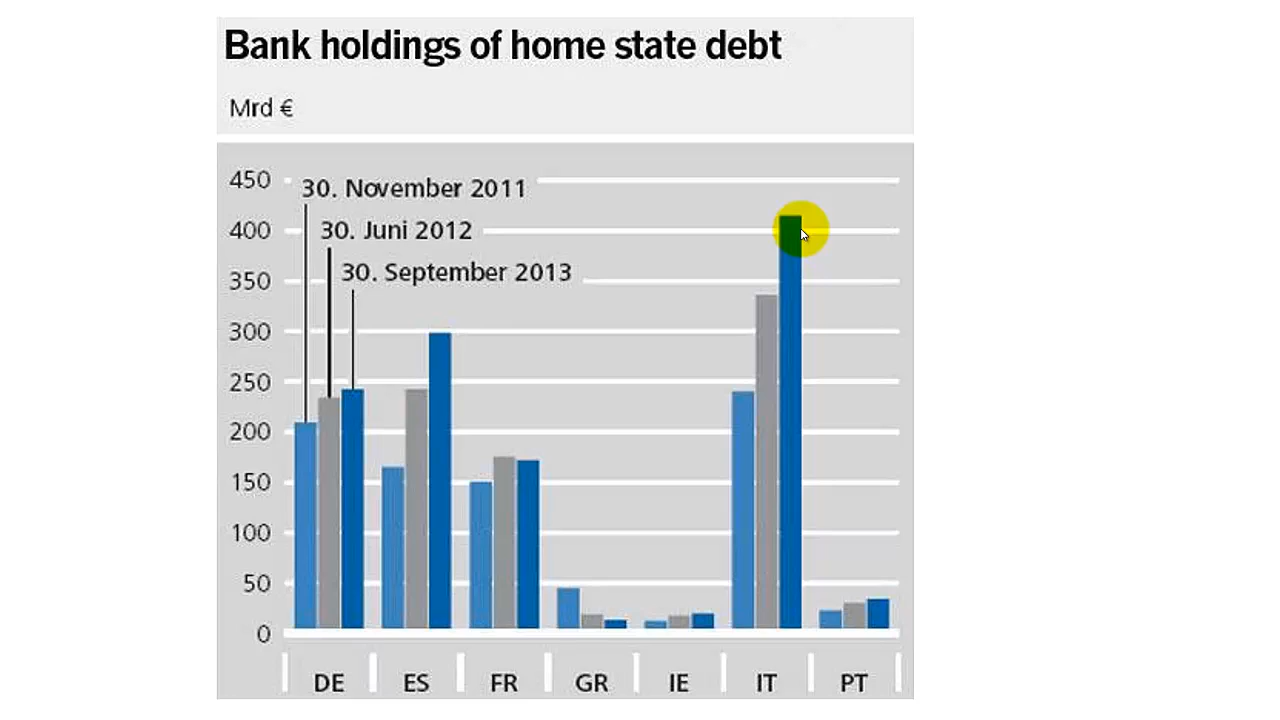 Bank holdings of home state debt
Mrd €
450
30. November 2011
400
30. Juni 2012
350
30. September 2013
300
250
200
150
100
50
0
DE ES FR GR IE IT PT